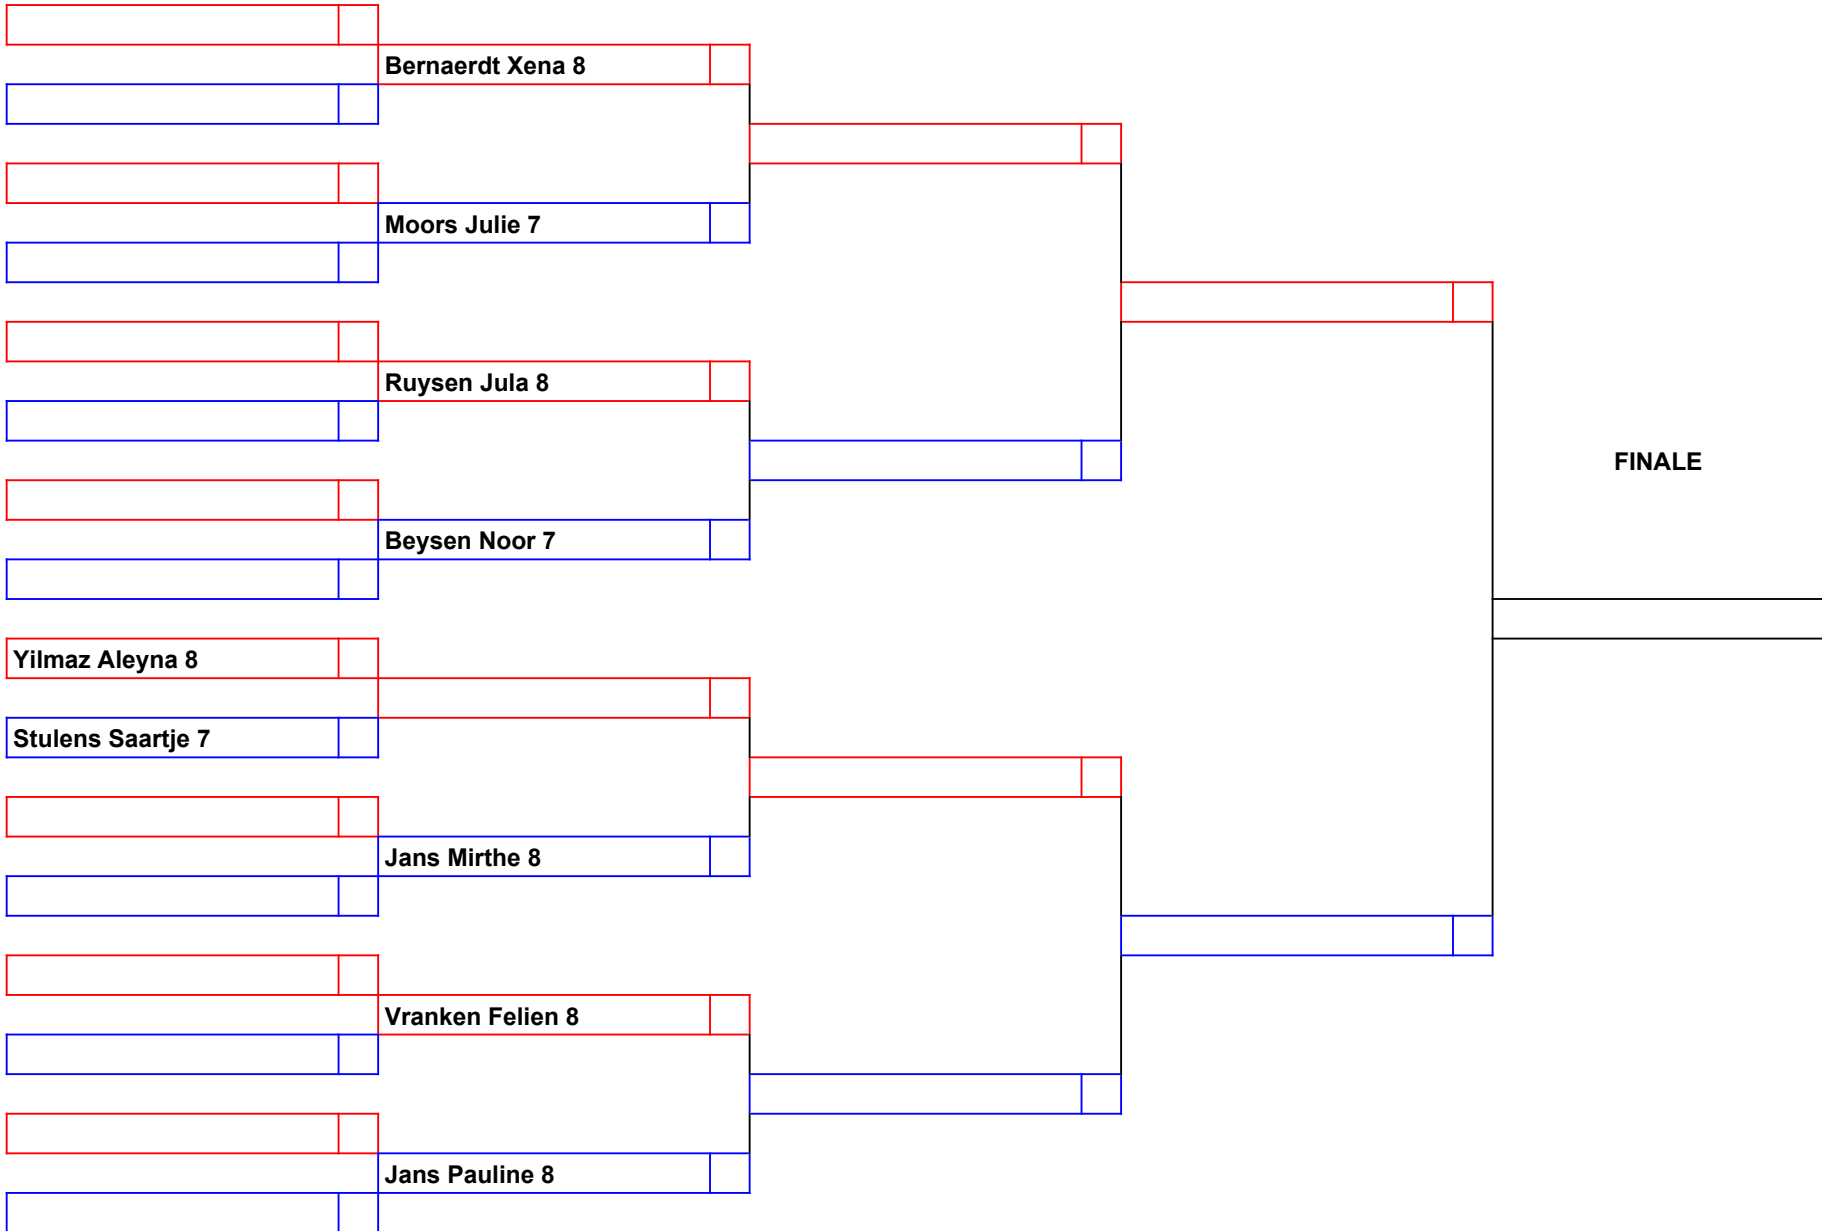 Bernaerdt Xena 8
Moors Julie 7
Ruysen Jula 8
FINALE
Beysen Noor 7
Yilmaz Aleyna 8
Stulens Saartje 7
Jans Mirthe 8
Vranken Felien 8
Jans Pauline 8